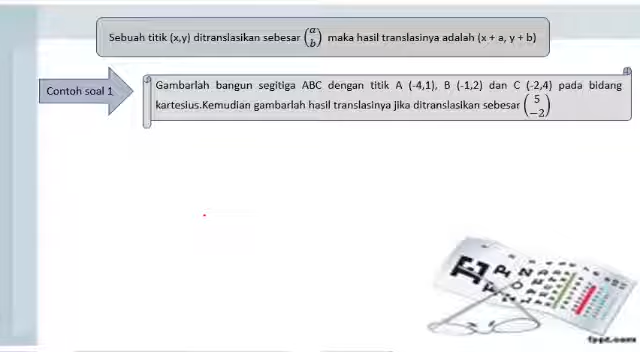 Sebuah titik (x,y) ditranslasikan sebesar (a b) maka hasil translasinya adalah (x + a, y + b)
Contoh soal 1
Gambarlah bangun segitiga ABC dengan titik A (-4,1), B (-1,2) dan C (-2,4) pada bidang
kartesius.Kemudian gambarlah hasil translasinya jika ditranslasikan sebesar (5 −2)
fppt.com